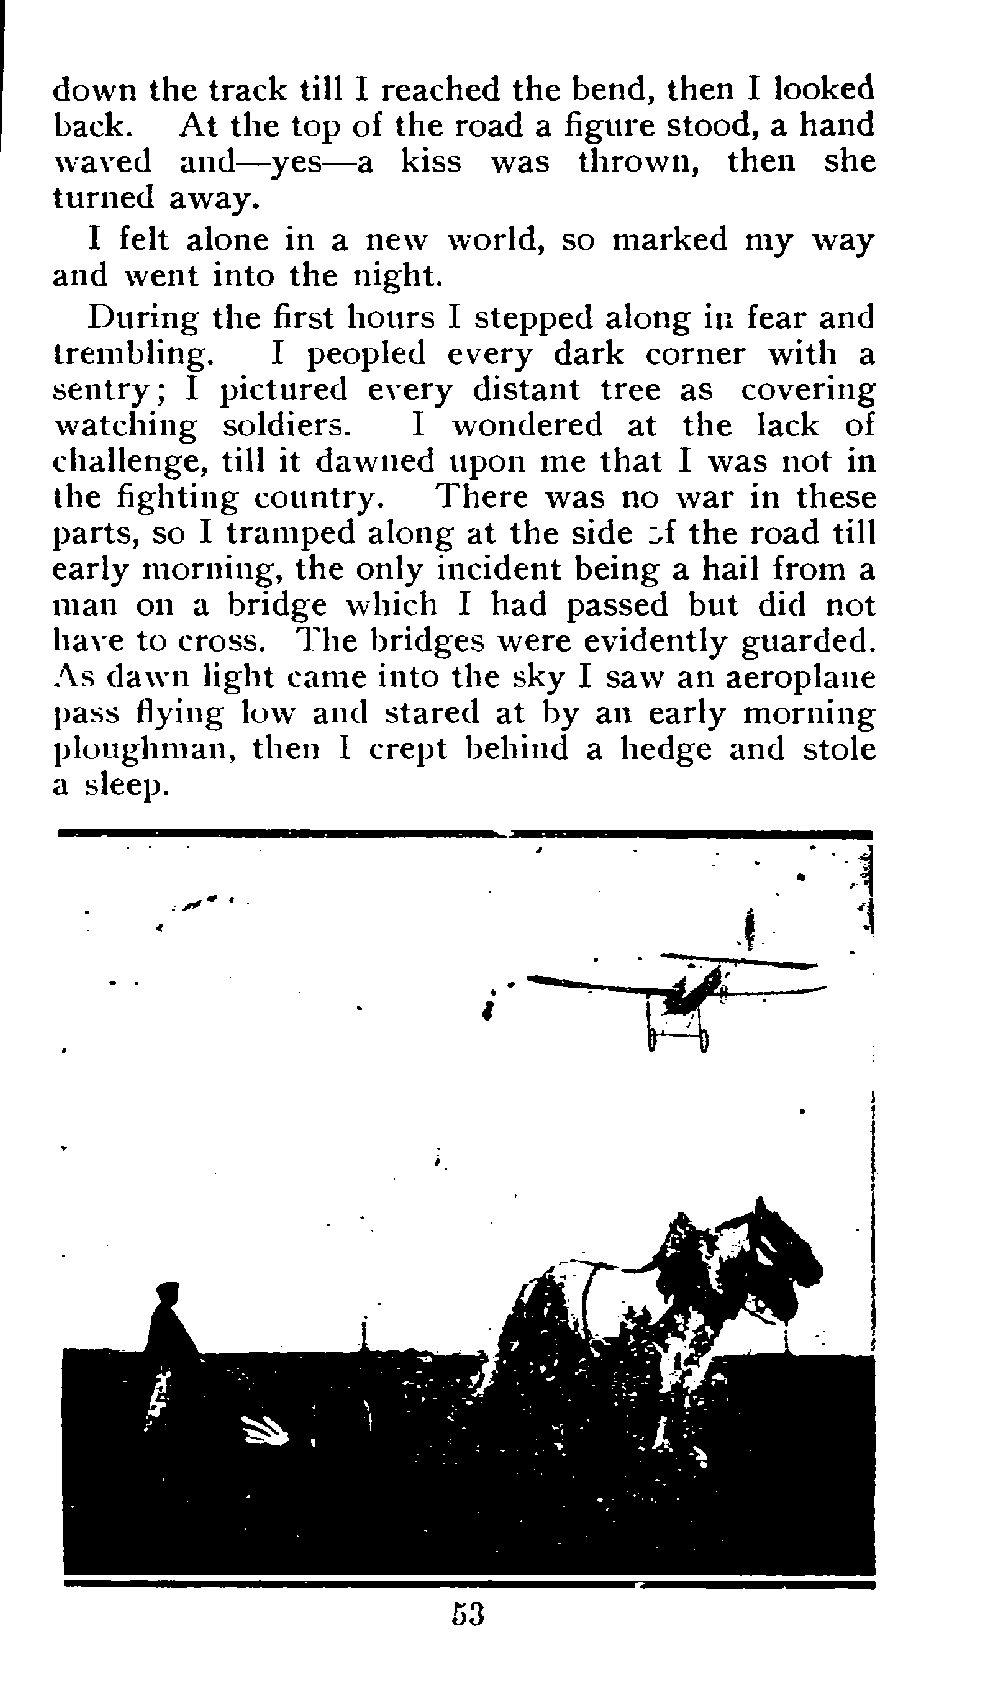 down the track till I reached the bend, then I looked
back. At the top of the road a figure stood, a hand
waved and—yes—a kiss was thrown, then she
turned away.
I felt alone in a new world, so marked my way
and went into the night.
During the first hours I stepped along in fear and
trembling. I peopled every dark corner with a
sentry; I pictured every distant tree as covering
watching soldiers. I wondered at the lack of
challenge, till it dawned upon me that I was not in
the fighting country. There was no war in these
parts, so I tramped along at the side of the road till
early morning, the only incident being a hail from a
man on a bridge which I had passed but did not
have to cross. The bridges were evidently guarded.
As dawn light came into the sky I saw an aeroplane
pass flying low and stared at by an early morning
ploughman, then I crept behind a hedge and stole
a sleep.
53